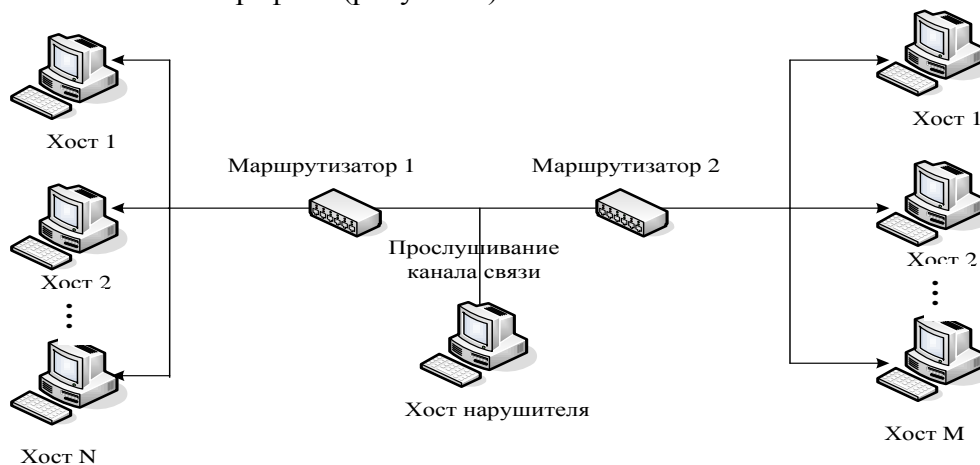 Хост 1
Хост 2
Хост N
Маршрутизатор 1
Маршрутизатор 2
Прослушивание
канала связи
Хост нарушителя
Хост 1
Хост 2
Хост M